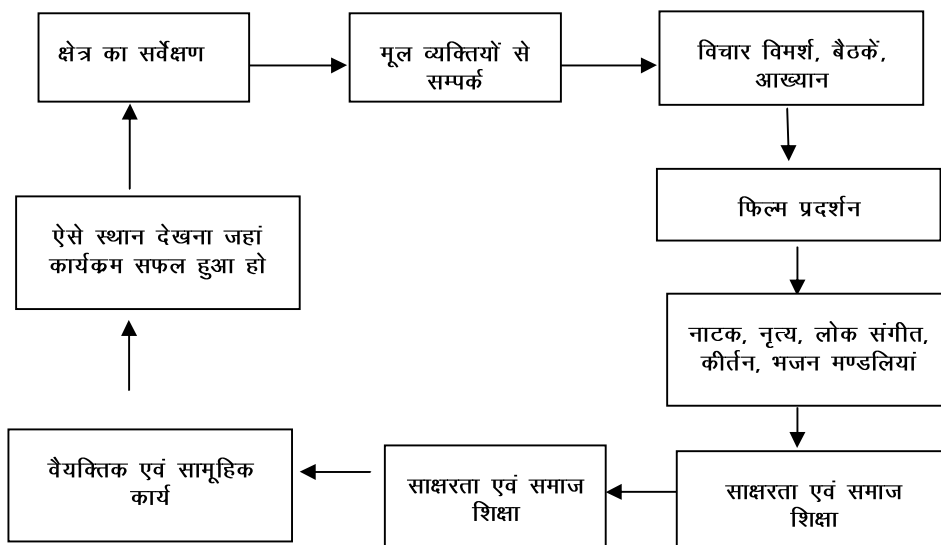 क्षेत्र का सर्वेक्षण
मूल व्यक्तियों से
सम्पर्क
विचार विमर्श, बैठकें,
आख्यान
फिल्म प्रदर्शन
नाटक, नृत्य, लोक संगीत,
कीर्तन, भजन मण्डलियां
साक्षरता एवं समाज
शिक्षा
साक्षरता एवं समाज
शिक्षा
वैयक्तिक एवं सामूहिक
कार्य
ऐसे स्थान देखना जहां
कार्यक्रम सफल हुआ हो